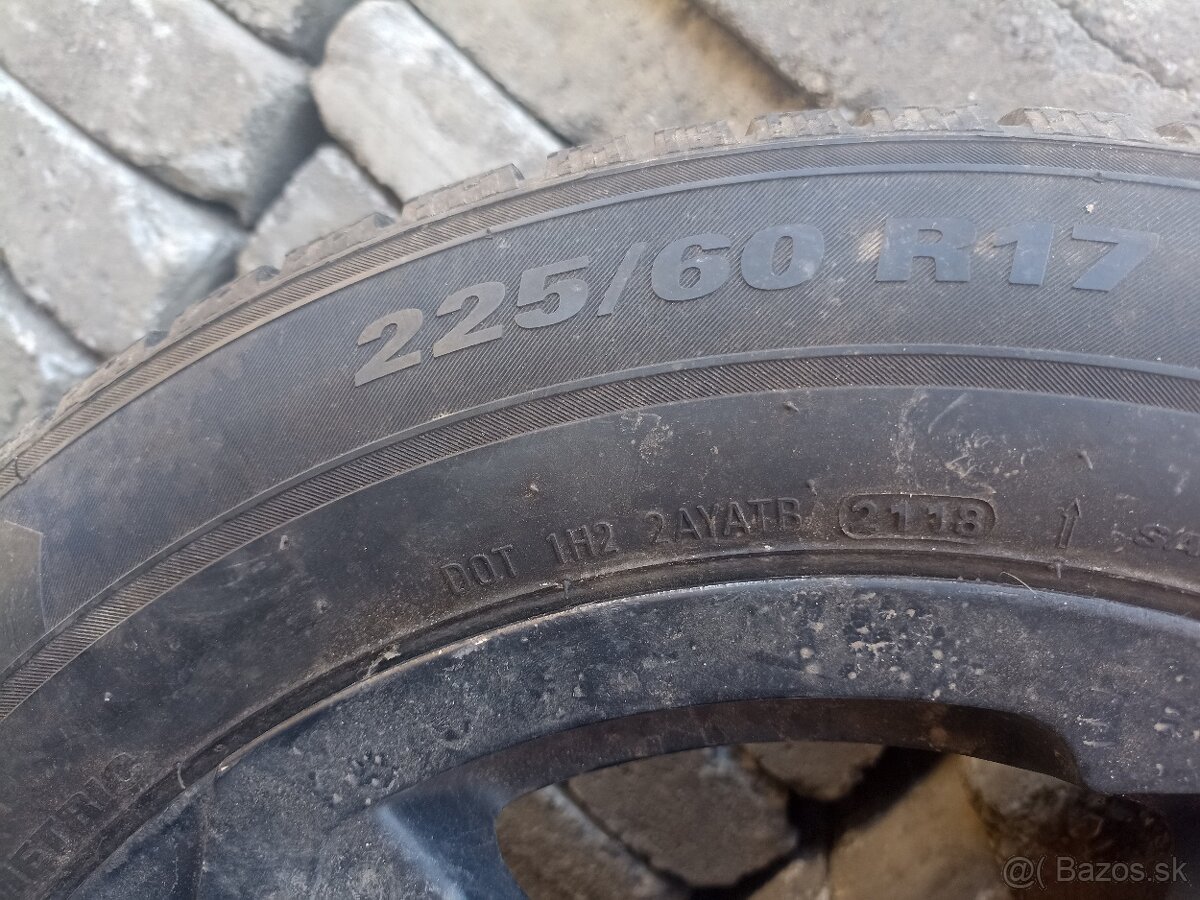 225/60 R17
DOT 1H2 2AYATB 2118
@( Bazos.sk